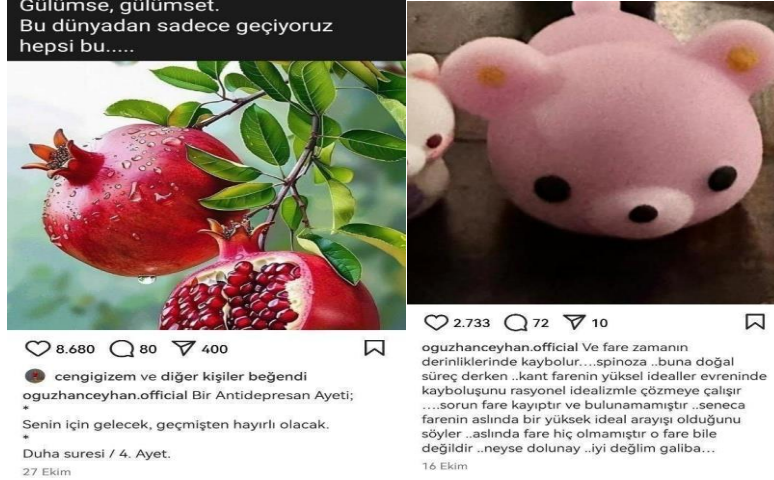 Gülümse, gülümset.
Bu dünyadan sadece geçiyoruz
hepsi bu.....
8.680 80 400
cengigizem ve diğer kişiler beğendi
oguzhanceyhan.official Bir Antidepresan Ayeti;
*
Senin için gelecek, geçmişten hayırlı olacak.
*
Duha suresi / 4. Ayet.
27 Ekim
2.733 72 10
oguzhanceyhan.official Ve fare zamanın
derinliklerinde kaybolur....spinoza ..buna doğal
süreç derken ..kant farenin yüksel idealler evreninde
kayboluşunu rasyonel idealizmle çözmeye çalışır
....sorun fare kayıptır ve bulunamamıştır ..seneca
farenin aslında bir yüksek ideal arayışı olduğunu
söyler ..aslında fare hiç olmamıştır o fare bile
değildir ..neyse dolunay ..iyi değlim galiba...
16 Ekim